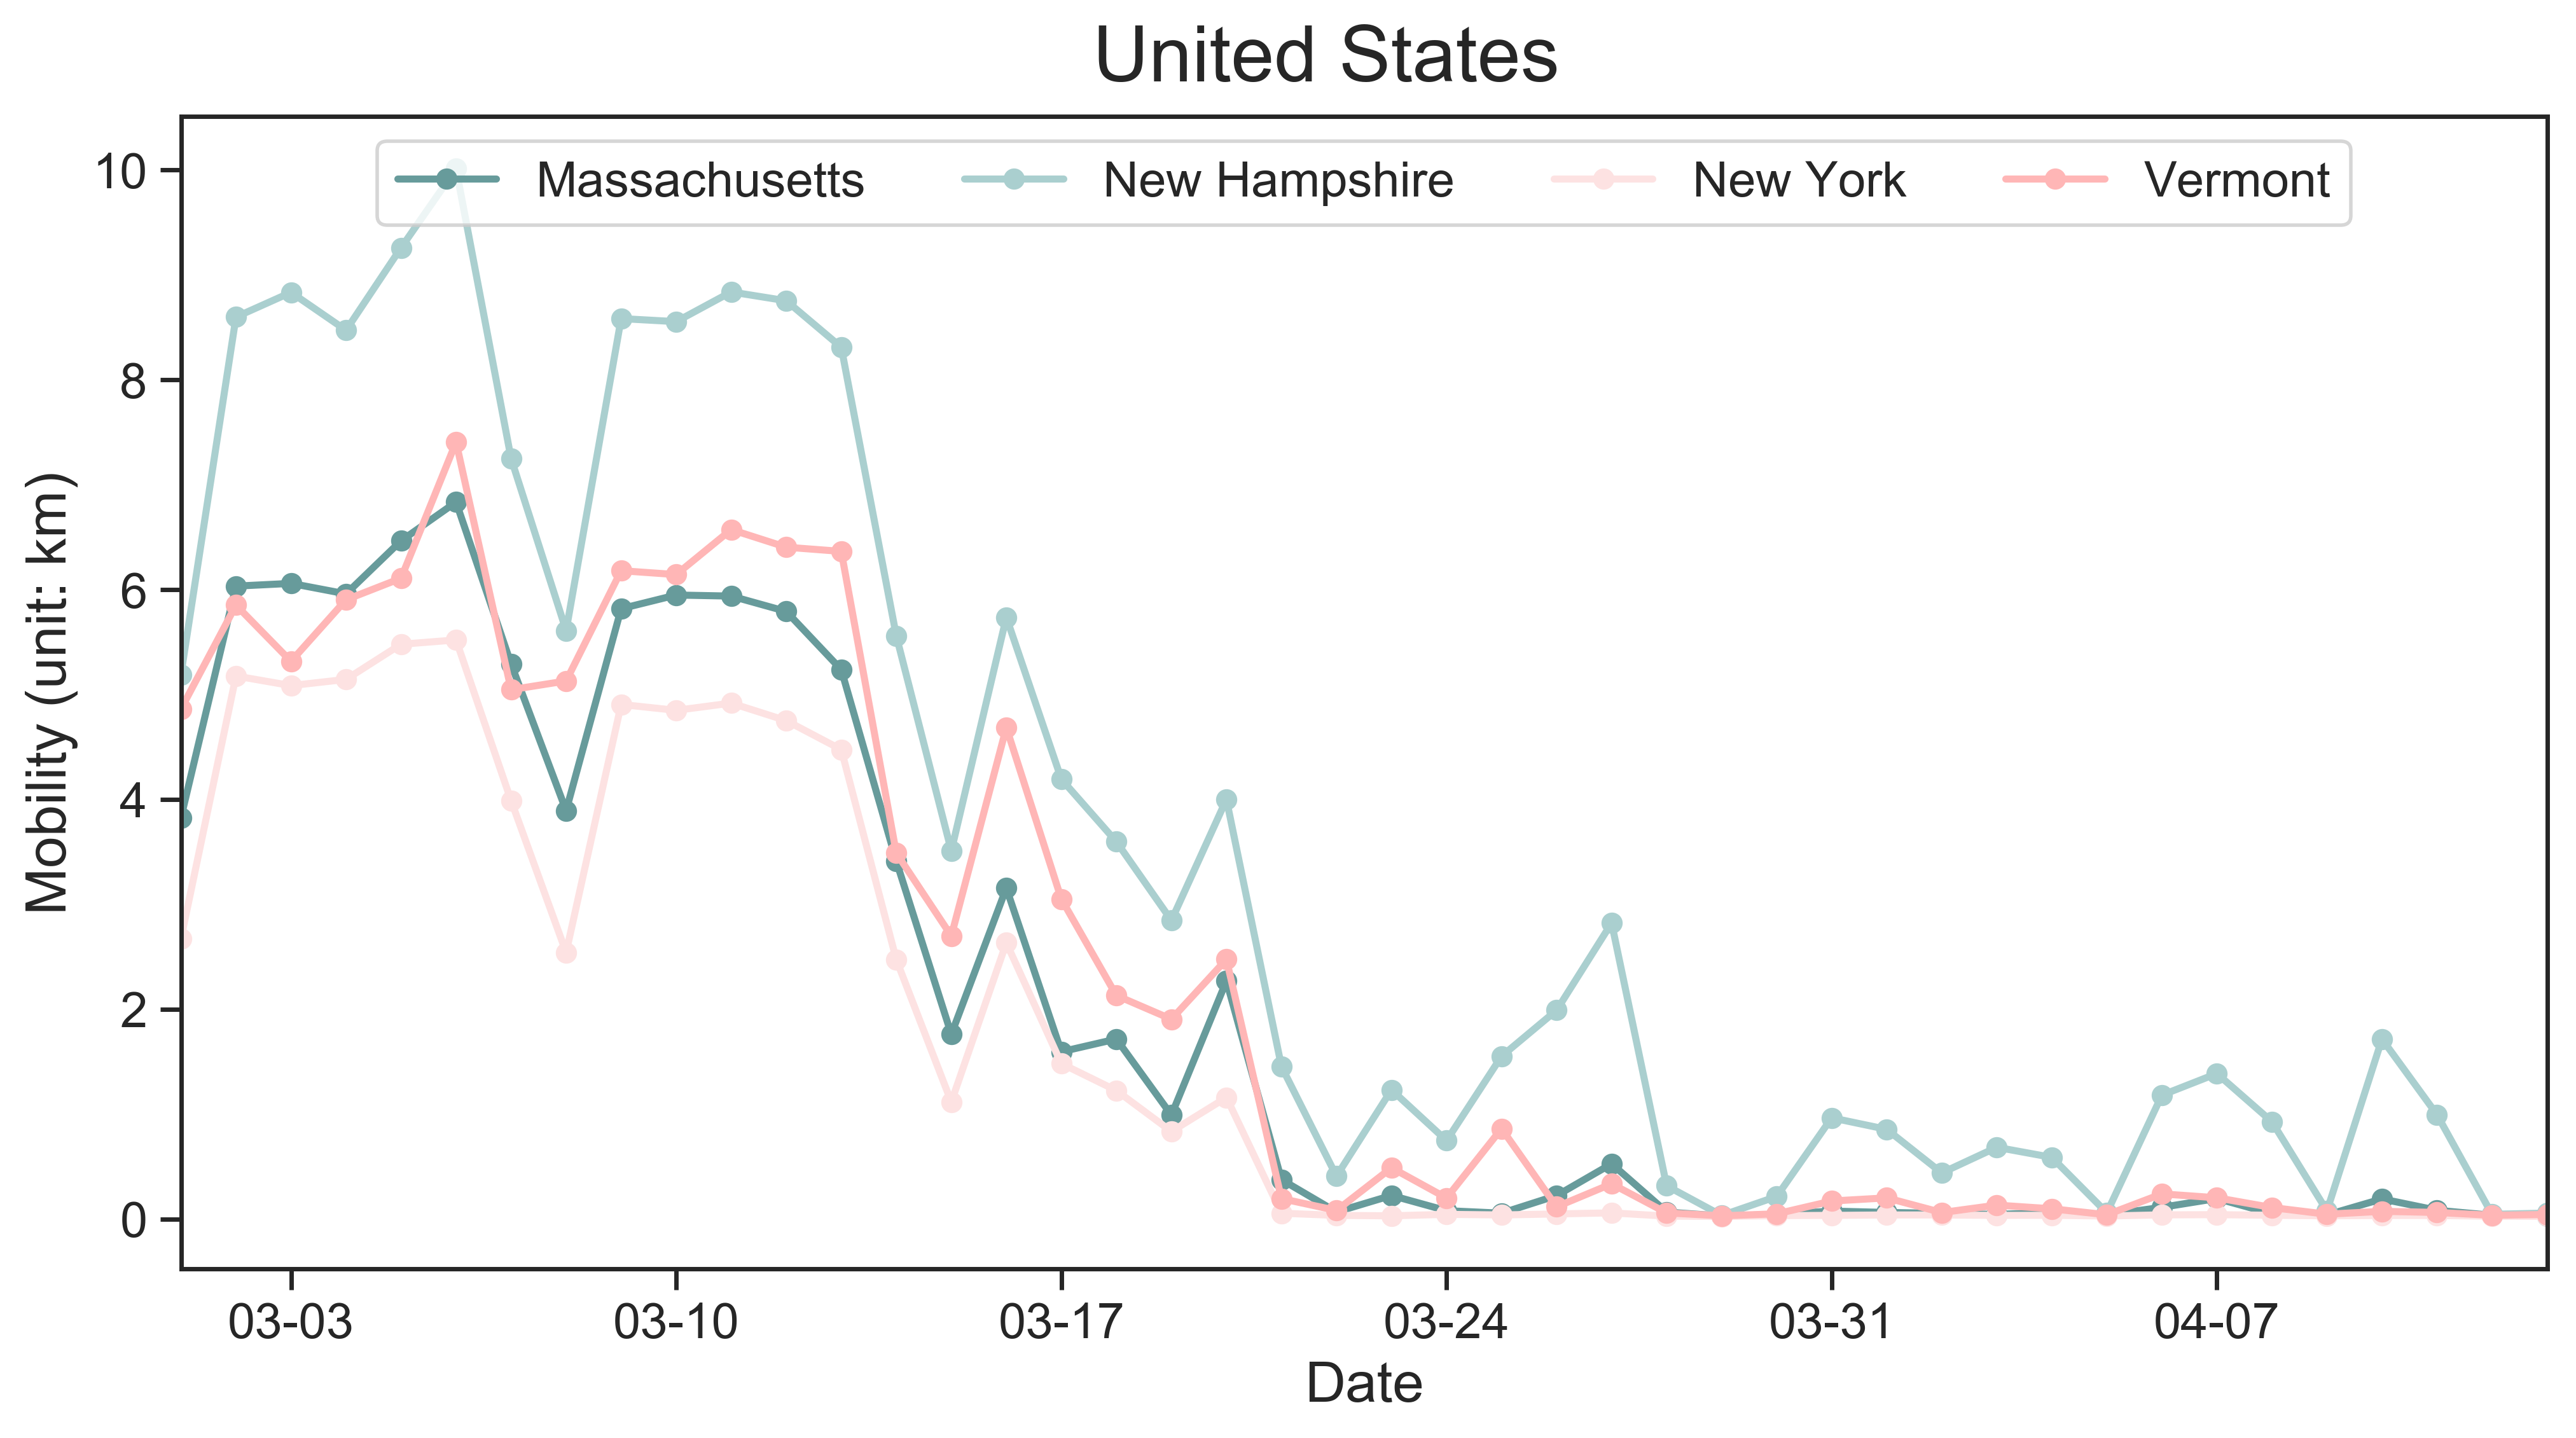 United States
Massachusetts New Hampshire New York Vermont
10
8
6
4
2
0
Mobility (unit: km)
03-03 03-10 03-17 03-24 03-31 04-07
Date